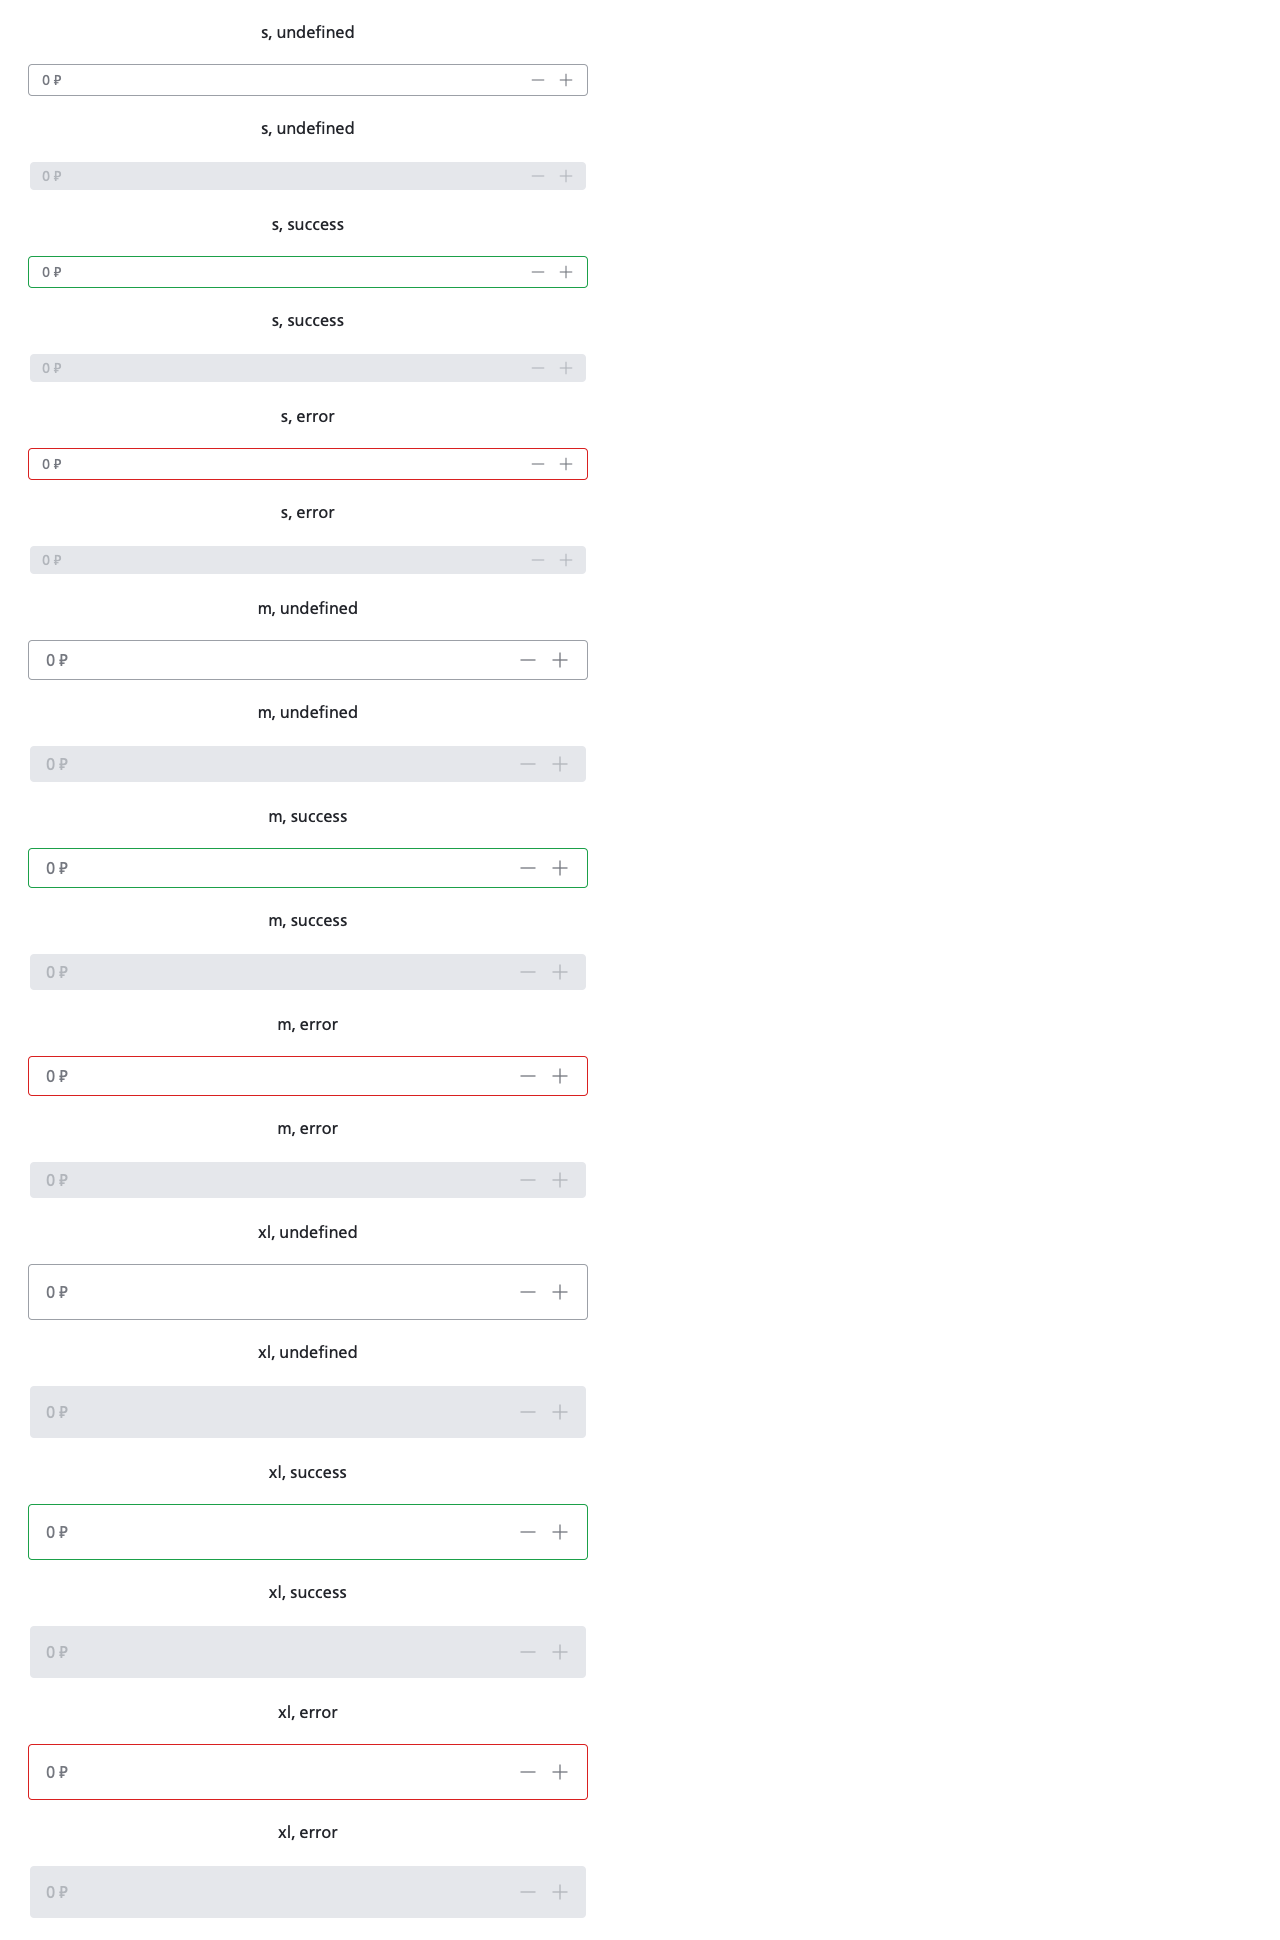 s, undefined
0 ₽
s, undefined
0 ₽
s, success
0 ₽
s, success
0 ₽
s, error
0 ₽
s, error
0 ₽
m, undefined
0 ₽
m, undefined
0 ₽
m, success
0 ₽
m, success
0 ₽
m, error
0 ₽
m, error
0 ₽
xl, undefined
0 ₽
xl, undefined
0 ₽
xl, success
0 ₽
xl, success
0 ₽
xl, error
0 ₽
xl, error
0 ₽